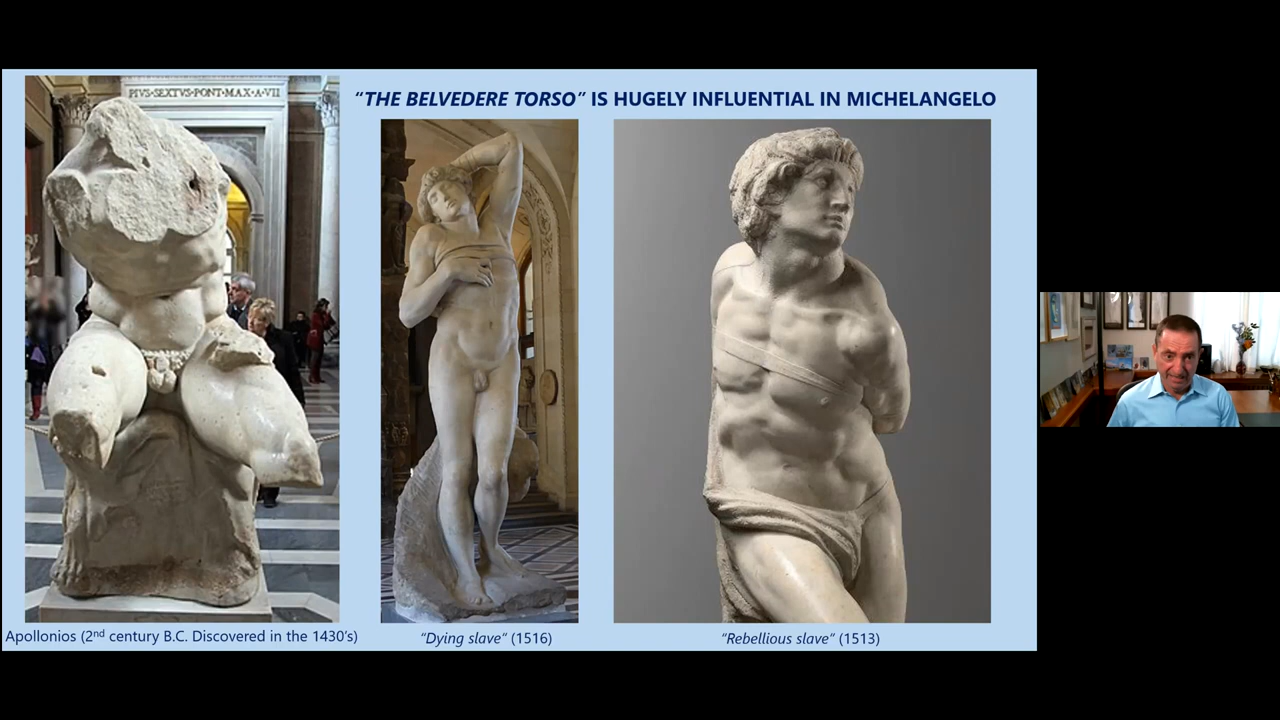 “THE BELVEDERE TORSO” IS HUGELY INFLUENTIAL IN MICHELANGELO
PIVS·SEXTVS·PONT·MAX·A·VII
Apollonios (2nd century B.C. Discovered in the 1430’s)
“Dying slave” (1516)
“Rebellious slave” (1513)